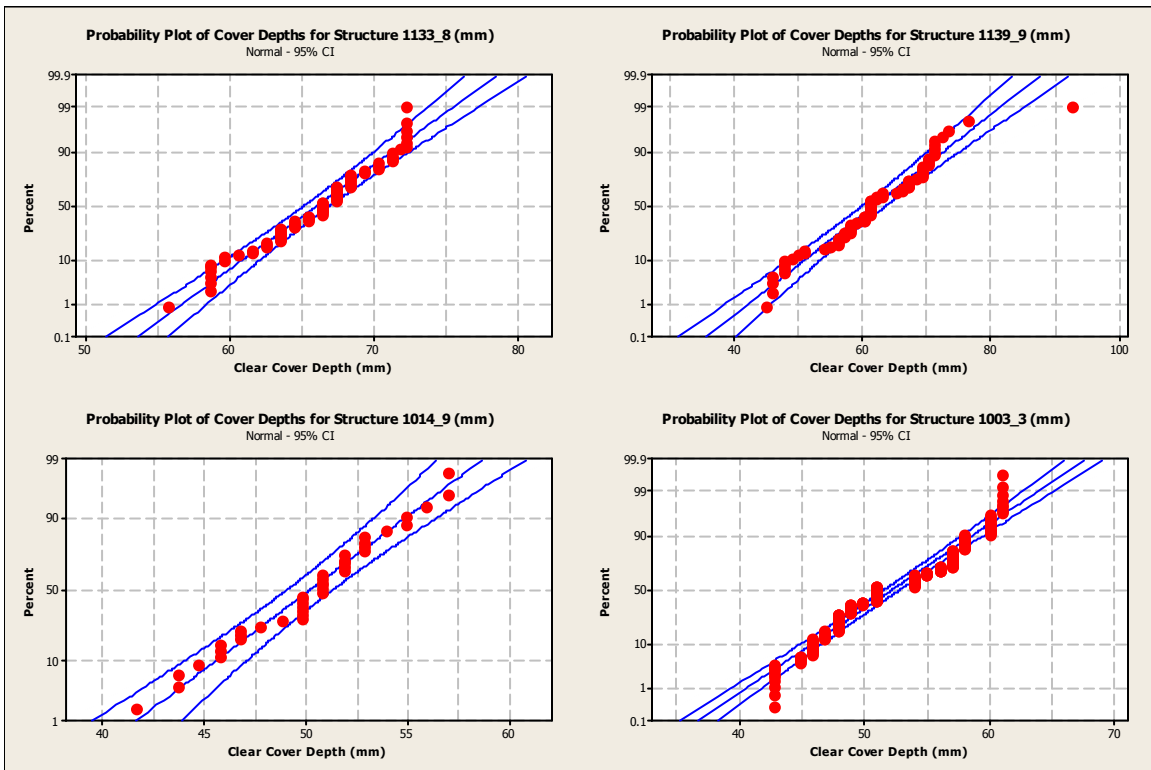 Probability Plot of Cover Depths for Structure 1133_8 (mm)
Normal - 95% CI
99.9
99
90
50
10
1
0.1
Percent
50 60 70 80
Clear Cover Depth (mm)
Probability Plot of Cover Depths for Structure 1139_9 (mm)
Normal - 95% CI
99.9
99
90
50
10
1
0.1
Percent
40 60 80 100
Clear Cover Depth (mm)
Probability Plot of Cover Depths for Structure 1014_9 (mm)
Normal - 95% CI
99
90
50
10
1
Percent
40 45 50 55 60
Clear Cover Depth (mm)
Probability Plot of Cover Depths for Structure 1003_3 (mm)
Normal - 95% CI
99.9
99
90
50
10
1
0.1
Percent
40 50 60 70
Clear Cover Depth (mm)